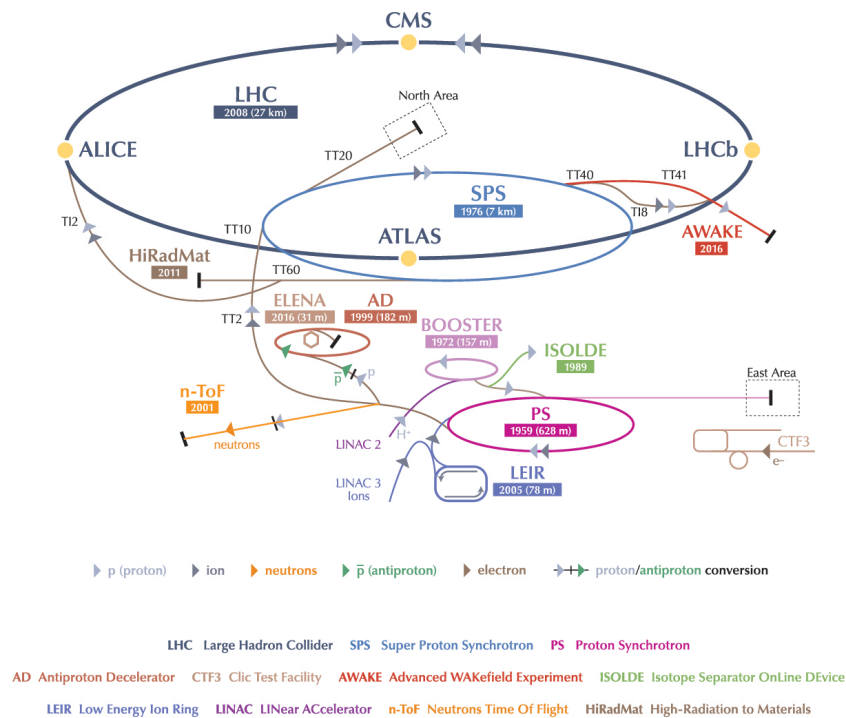 CMS
LHC
2008 (27 km)
North Area
ALICE
LHCb
TT20
TT40
TT41
SPS
1976 (7 km)
TI8
TI2
TT10
ATLAS
AWAKE
2016
HiRadMat
2011
TT60
ELENA
2016 (31 m)
AD
1999 (182 m)
TT2
BOOSTER
1972 (157 m)
ISOLDE
1989
p̅
p
East Area
n-ToF
2001
PS
1959 (628 m)
neutrons
H⁺
LINAC 2
CTF3
e–
LEIR
2005 (78 m)
LINAC 3
Ions
p (proton) ion neutrons p̅ (antiproton) electron proton/antiproton conversion
LHC Large Hadron Collider SPS Super Proton Synchrotron PS Proton Synchrotron
AD Antiproton Decelerator CTF3 Clic Test Facility AWAKE Advanced WAKefield Experiment ISOLDE Isotope Separator OnLine DEvice
LEIR Low Energy Ion Ring LINAC LINear ACcelerator n-ToF Neutrons Time Of Flight HiRadMat High-Radiation to Materials